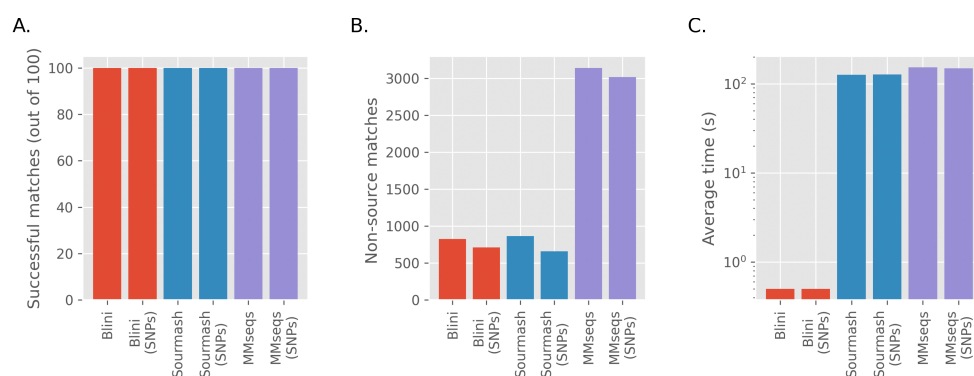 A.
Successful matches (out of 100)
100
80
60
40
20
0
Blini
Blini
(SNPs)
Sourmash
Sourmash
(SNPs)
MMseqs
MMseqs
(SNPs)
B.
Non-source matches
3000
2500
2000
1500
1000
500
0
Blini
Blini
(SNPs)
Sourmash
Sourmash
(SNPs)
MMseqs
MMseqs
(SNPs)
C.
Average time (s)
10²
10¹
10⁰
Blini
Blini
(SNPs)
Sourmash
Sourmash
(SNPs)
MMseqs
MMseqs
(SNPs)